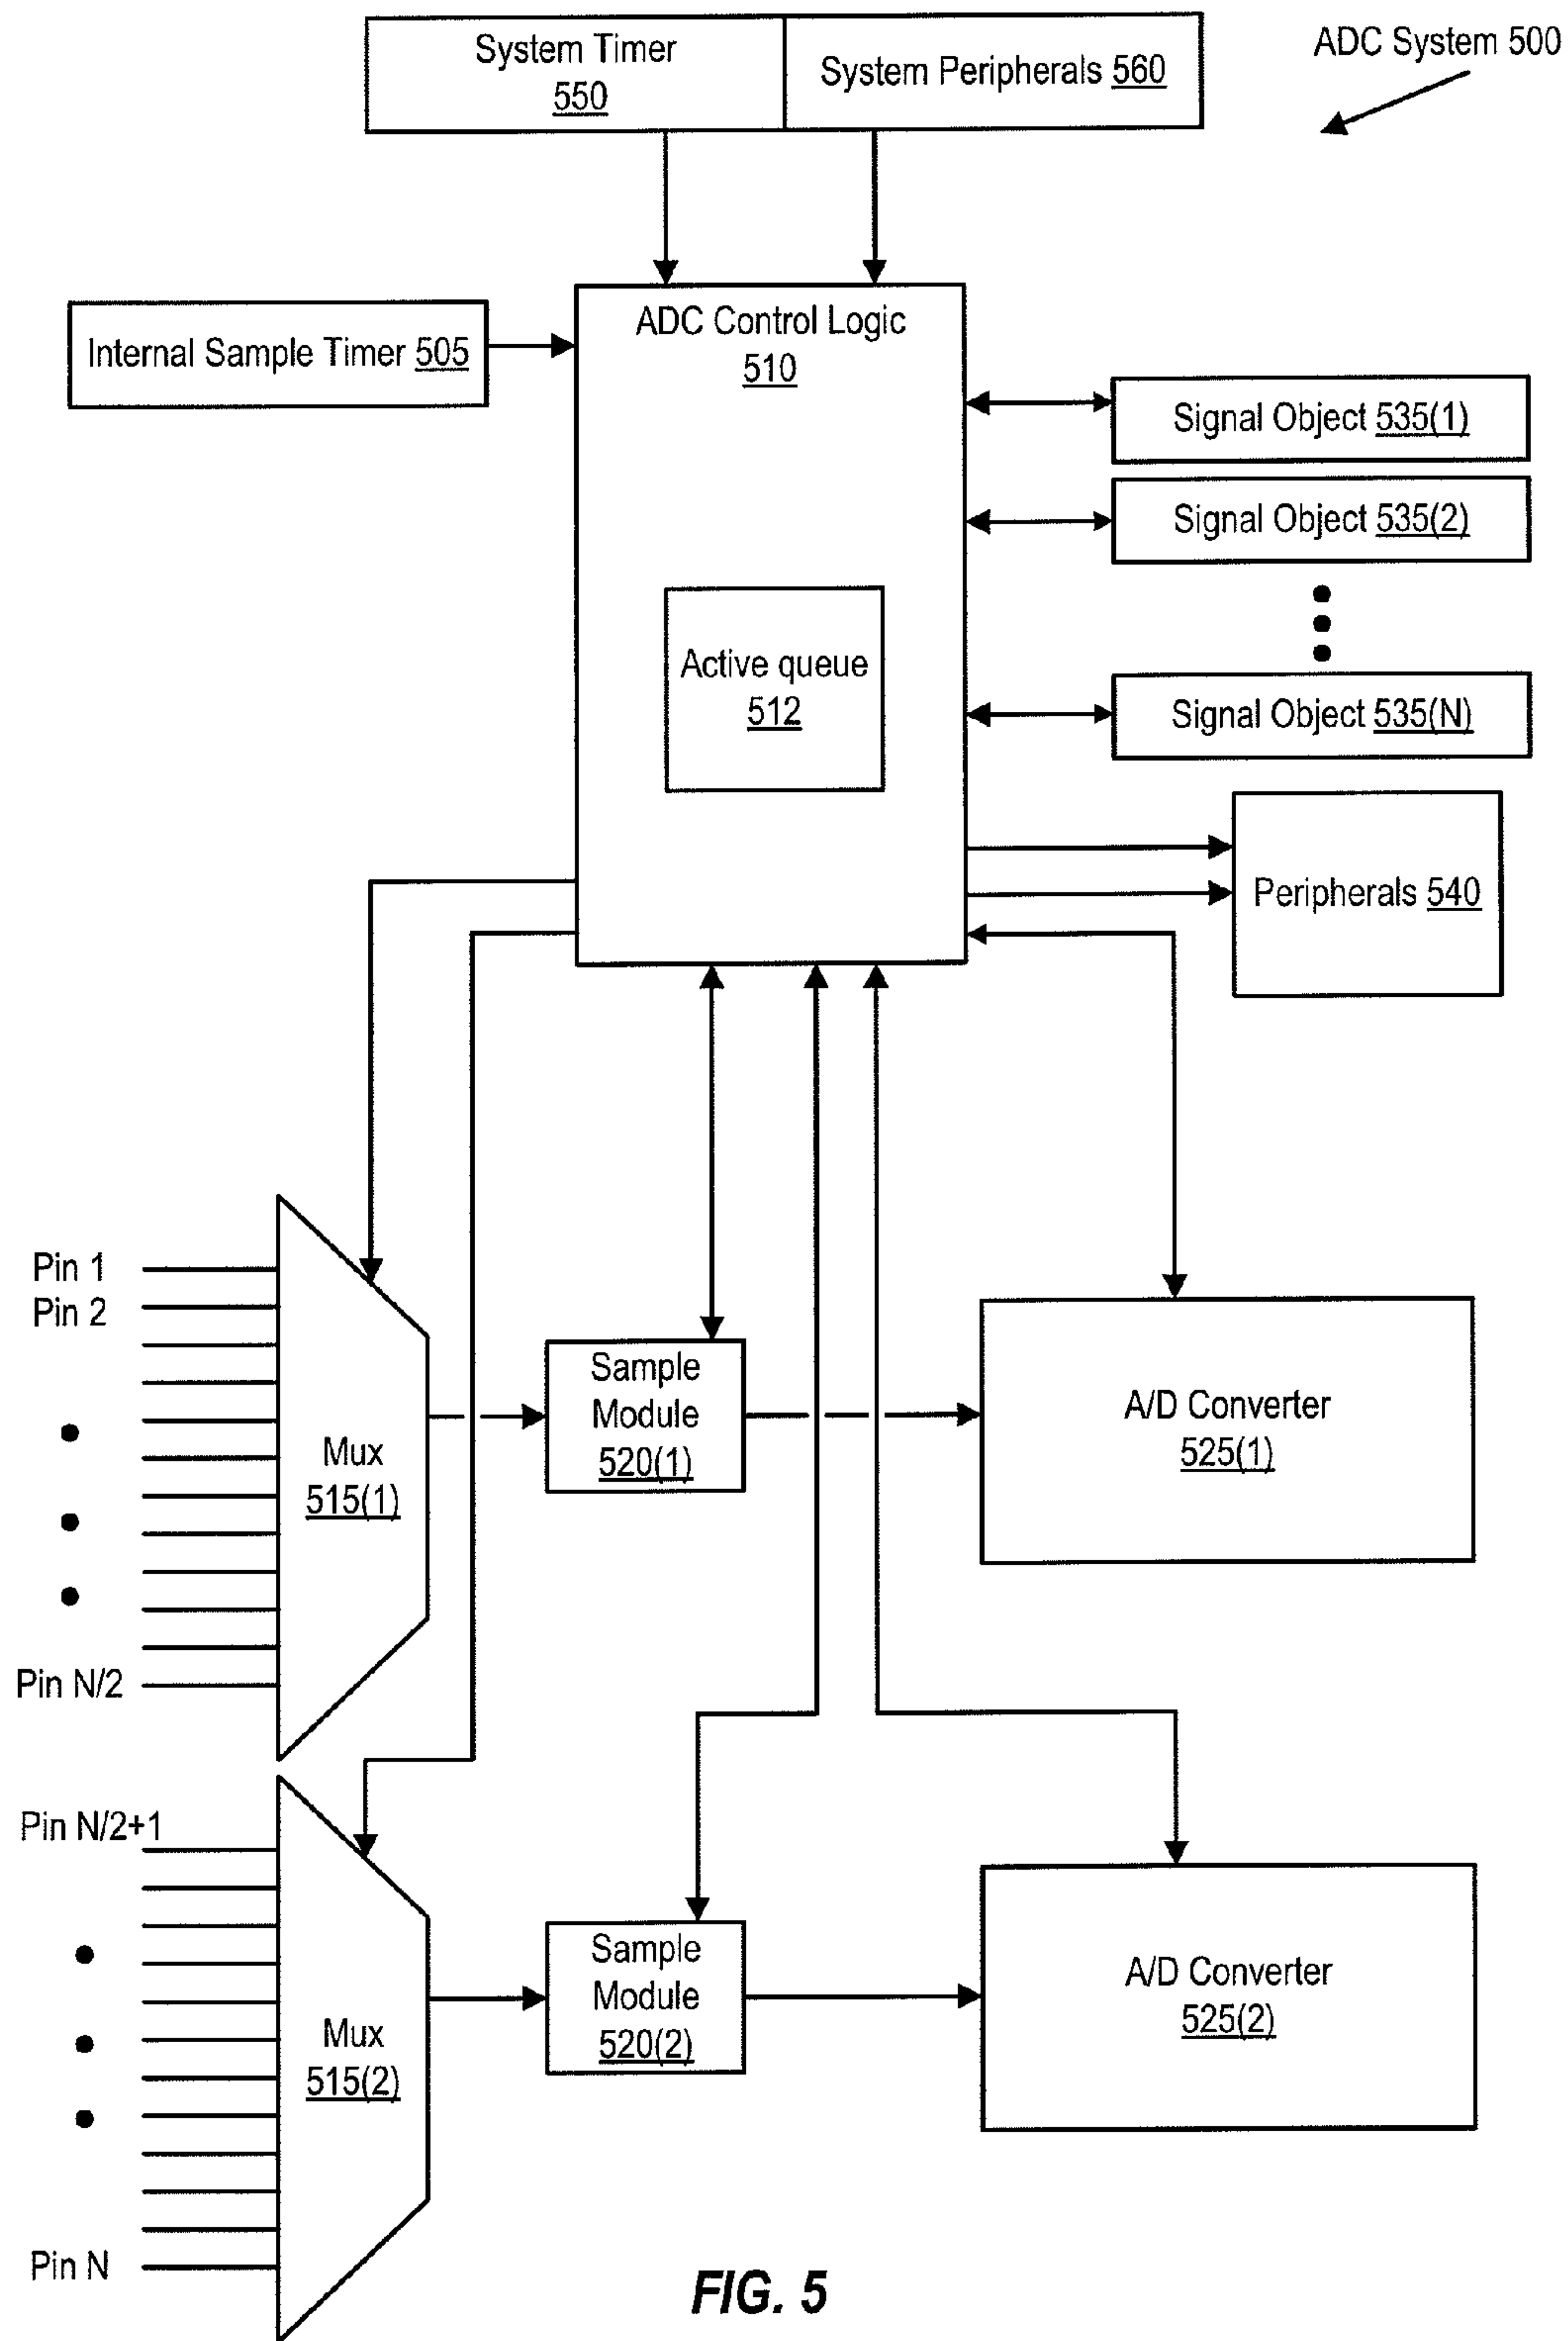 System Timer
550
System Peripherals 560
ADC System 500
Internal Sample Timer 505
ADC Control Logic
510
Signal Object 535(1)
Signal Object 535(2)
Active queue
512
Signal Object 535(N)
Peripherals 540
Pin 1
Pin 2
Pin N/2
Mux
515(1)
Sample
Module
520(1)
A/D Converter
525(1)
Pin N/2+1
Pin N
Mux
515(2)
Sample
Module
520(2)
A/D Converter
525(2)
FIG. 5